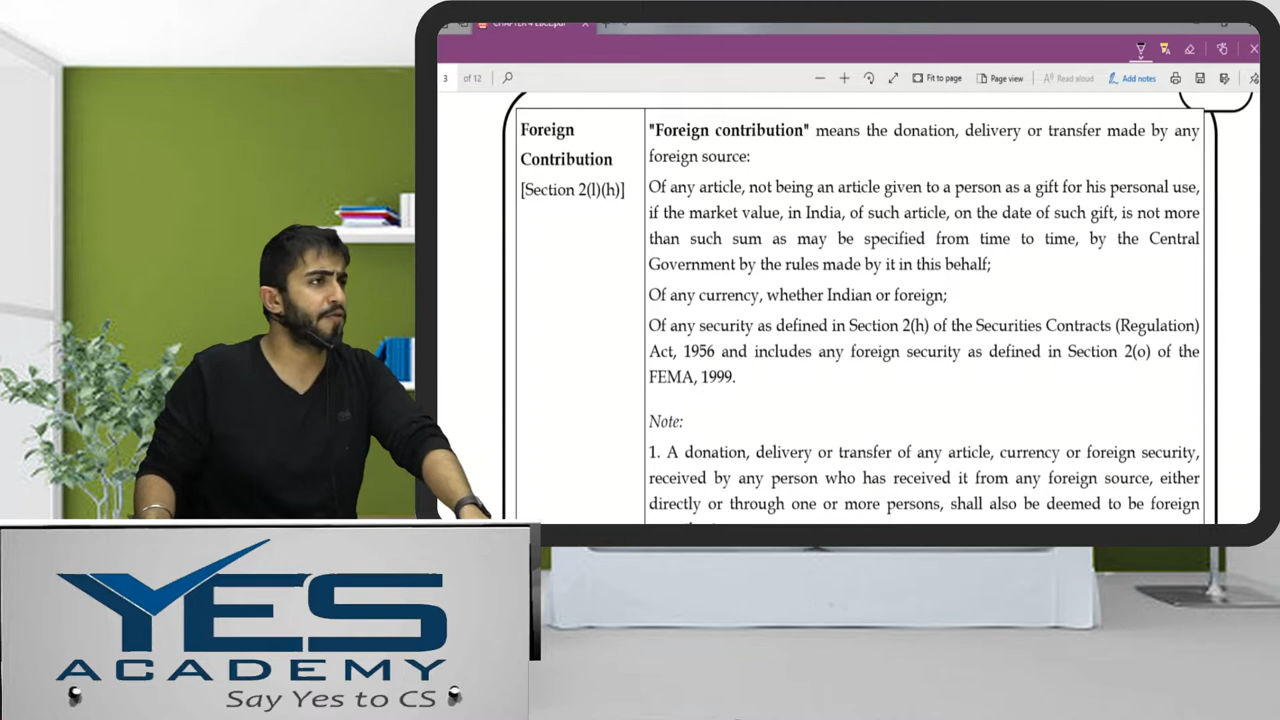 CHAPTER 4 EBCL.pdf
3 of 12
Fit to page
Page view
Read aloud
Add notes
Foreign Contribution
[Section 2(l)(h)]
"Foreign contribution" means the donation, delivery or transfer made by any
foreign source:
Of any article, not being an article given to a person as a gift for his personal use,
if the market value, in India, of such article, on the date of such gift, is not more
than such sum as may be specified from time to time, by the Central
Government by the rules made by it in this behalf;
Of any currency, whether Indian or foreign;
Of any security as defined in Section 2(h) of the Securities Contracts (Regulation)
Act, 1956 and includes any foreign security as defined in Section 2(o) of the
FEMA, 1999.
Note:
1. A donation, delivery or transfer of any article, currency or foreign security,
received by any person who has received it from any foreign source, either
directly or through one or more persons, shall also be deemed to be foreign
YES
ACADEMY
Say Yes to CS